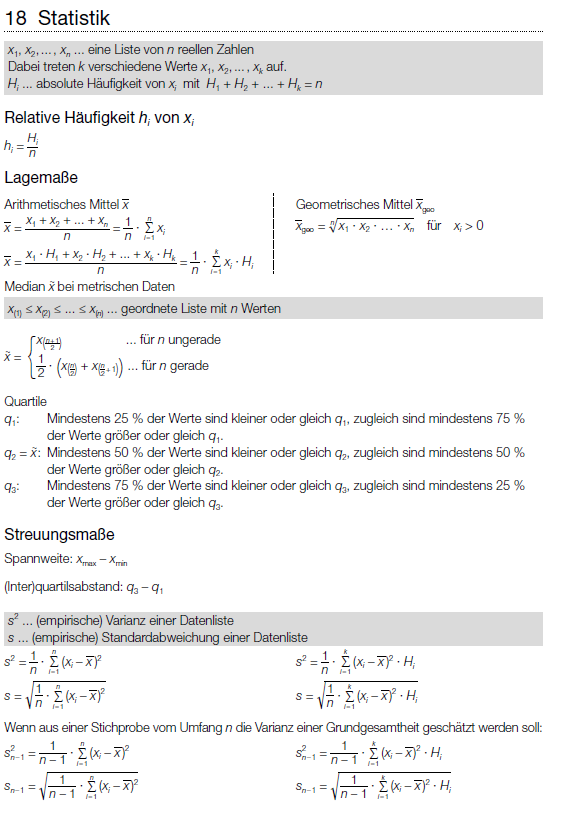 18 Statistik
x₁, x₂, ... , xₙ ... eine Liste von n reellen Zahlen
Dabei treten k verschiedene Werte x₁, x₂, ... , xₖ auf.
Hᵢ ... absolute Häufigkeit von xᵢ mit H₁ + H₂ + ... + Hₖ = n
Relative Häufigkeit hᵢ von xᵢ
hᵢ = Hᵢ/n
Lagemaße
Arithmetisches Mittel x̅
x̅ = (x₁ + x₂ + ... + xₙ)/n = 1/n · ∑ᵢ₌₁ⁿ xᵢ
x̅ = (x₁ · H₁ + x₂ · H₂ + ... + xₖ · Hₖ)/n = 1/n · ∑ᵢ₌₁ᵏ xᵢ · Hᵢ
Geometrisches Mittel x̅_geo
x̅_geo = ⁿ√(x₁ · x₂ · ... · xₙ) für xᵢ > 0
Median x̃ bei metrischen Daten
x₍₁₎ ≤ x₍₂₎ ≤ ... ≤ x₍ₙ₎ ... geordnete Liste mit n Werten
x̃ = { x_((n+1)/2) ... für n ungerade
1/2 · (x_(n/2) + x_(n/2 + 1)) ... für n gerade
Quartile
q₁: Mindestens 25 % der Werte sind kleiner oder gleich q₁, zugleich sind mindestens 75 %
der Werte größer oder gleich q₁.
q₂ = x̃: Mindestens 50 % der Werte sind kleiner oder gleich q₂, zugleich sind mindestens 50 %
der Werte größer oder gleich q₂.
q₃: Mindestens 75 % der Werte sind kleiner oder gleich q₃, zugleich sind mindestens 25 %
der Werte größer oder gleich q₃.
Streuungsmaße
Spannweite: x_max – x_min
(Inter)quartilsabstand: q₃ – q₁
s² ... (empirische) Varianz einer Datenliste
s ... (empirische) Standardabweichung einer Datenliste
s² = 1/n · ∑ᵢ₌₁ⁿ (xᵢ – x̅)² s² = 1/n · ∑ᵢ₌₁ᵏ (xᵢ – x̅)² · Hᵢ
s = √(1/n · ∑ᵢ₌₁ⁿ (xᵢ – x̅)²) s = √(1/n · ∑ᵢ₌₁ᵏ (xᵢ – x̅)² · Hᵢ)
Wenn aus einer Stichprobe vom Umfang n die Varianz einer Grundgesamtheit geschätzt werden soll:
s²ₙ₋₁ = 1/(n – 1) · ∑ᵢ₌₁ⁿ (xᵢ – x̅)² s²ₙ₋₁ = 1/(n – 1) · ∑ᵢ₌₁ᵏ (xᵢ – x̅)² · Hᵢ
sₙ₋₁ = √(1/(n – 1) · ∑ᵢ₌₁ⁿ (xᵢ – x̅)²) sₙ₋₁ = √(1/(n – 1) · ∑ᵢ₌₁ᵏ (xᵢ – x̅)² · Hᵢ)